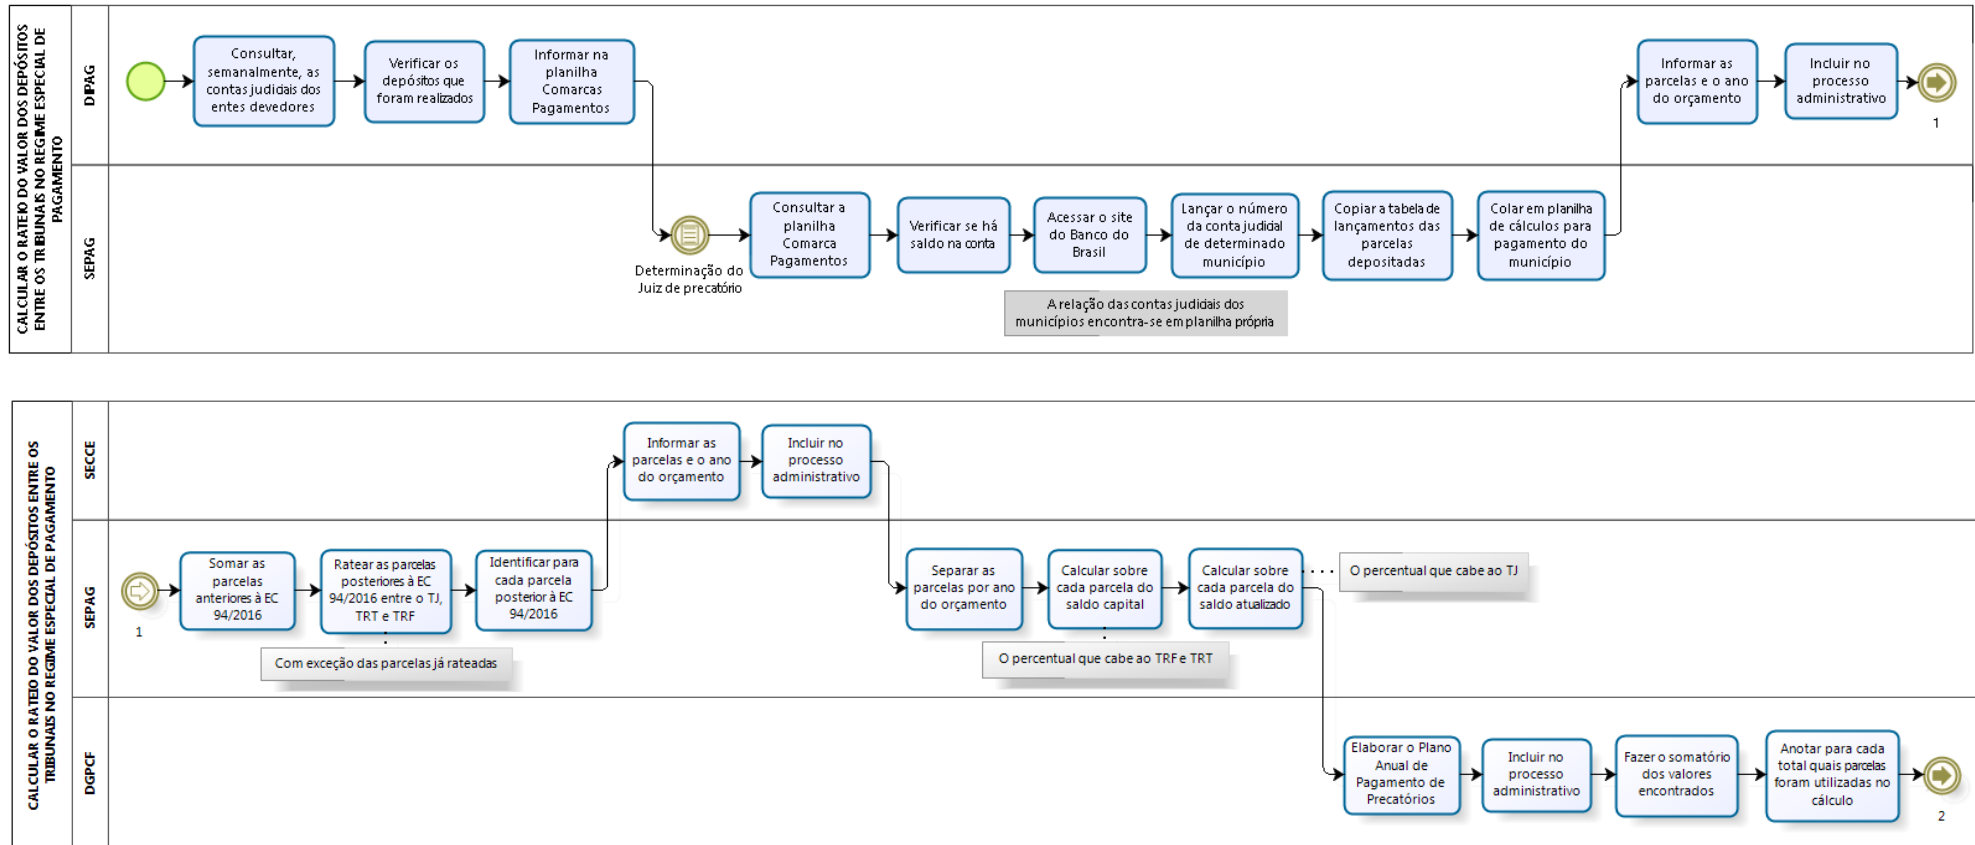 CALCULAR O RATEIO DO VALOR DOS DEPÓSITOS
ENTRE OS TRIBUNAIS NO REGIME ESPECIAL DE
PAGAMENTO
DIPAG
Consultar,
semanalmente, as
contas judiciais dos
entes devedores
Verificar os
depósitos que
foram realizados
Informar na
planilha
Comarcas
Pagamentos
Informar as
parcelas e o ano
do orçamento
Incluir no
processo
administrativo
1
SEPAG
Determinação do
Juiz de precatório
Consultar a
planilha
Comarca
Pagamentos
Verificar se há
saldo na conta
Acessar o site
do Banco do
Brasil
Lançar o número
da conta judicial
de determinado
município
Copiar a tabela de
lançamentos das
parcelas
depositadas
Colar em planilha
de cálculos para
pagamento do
município
A relação das contas judiciais dos
municípios encontra-se em planilha própria
CALCULAR O RATEIO DO VALOR DOS DEPÓSITOS ENTRE OS
TRIBUNAIS NO REGIME ESPECIAL DE PAGAMENTO
SECCE
Informar as
parcelas e o ano
do orçamento
Incluir no
processo
administrativo
SEPAG
1
Somar as
parcelas
anteriores à EC
94/2016
Ratear as parcelas
posteriores à EC
94/2016 entre o TJ,
TRT e TRF
Identificar para
cada parcela
posterior à EC
94/2016
Com exceção das parcelas já rateadas
Separar as
parcelas por ano
do orçamento
Calcular sobre
cada parcela do
saldo capital
Calcular sobre
cada parcela do
saldo atualizado
O percentual que cabe ao TJ
O percentual que cabe ao TRF e TRT
DGPCF
Elaborar o Plano
Anual de
Pagamento de
Precatórios
Incluir no
processo
administrativo
Fazer o somatório
dos valores
encontrados
Anotar para cada
total quais parcelas
foram utilizadas no
cálculo
2